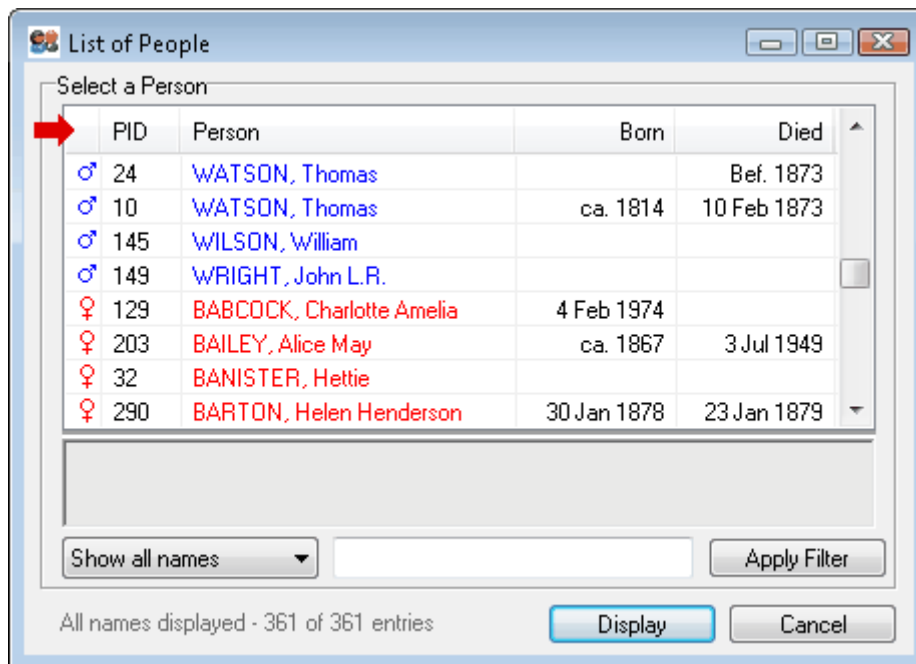 List of People
Select a Person
PID Person Born Died
♂ 24 WATSON, Thomas Bef. 1873
♂ 10 WATSON, Thomas ca. 1814 10 Feb 1873
♂ 145 WILSON, William
♂ 149 WRIGHT, John L.R.
♀ 129 BABCOCK, Charlotte Amelia 4 Feb 1974
♀ 203 BAILEY, Alice May ca. 1867 3 Jul 1949
♀ 32 BANISTER, Hettie
♀ 290 BARTON, Helen Henderson 30 Jan 1878 23 Jan 1879
Show all names Apply Filter
All names displayed - 361 of 361 entries Display Cancel